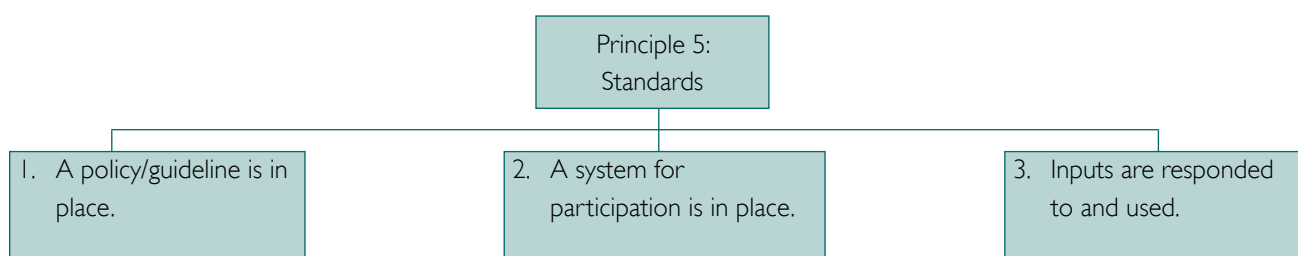 Principle 5:
Standards
1. A policy/guideline is in
place.
2. A system for
participation is in place.
3. Inputs are responded
to and used.